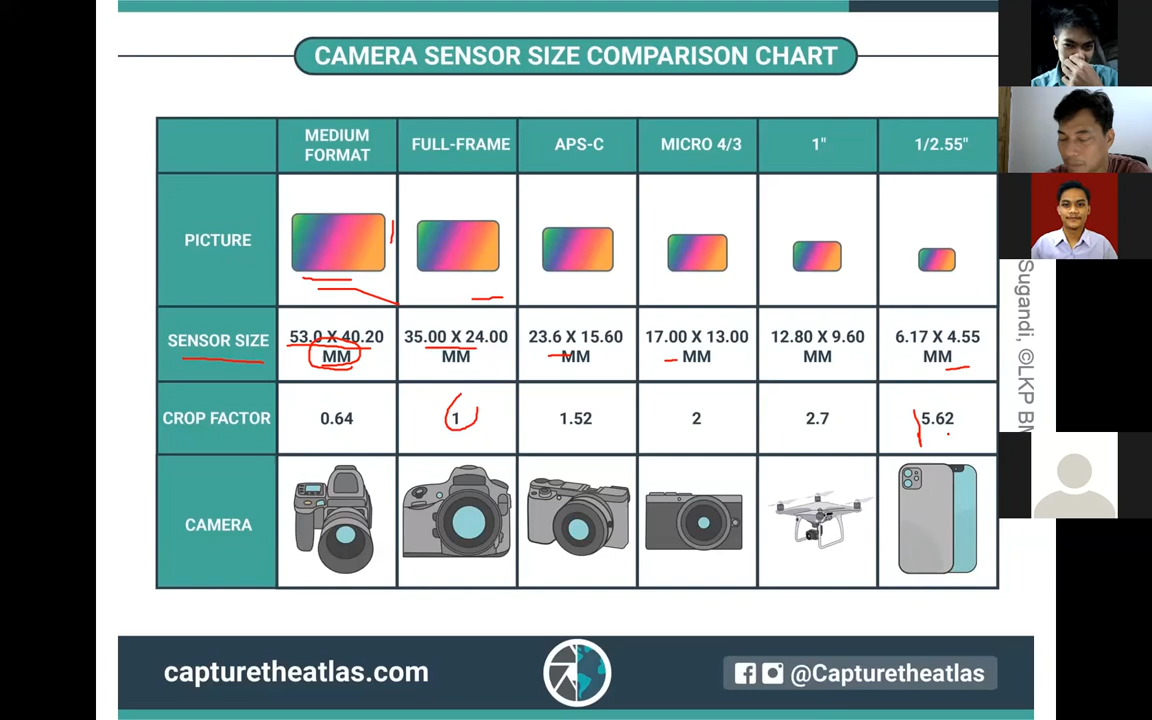 CAMERA SENSOR SIZE COMPARISON CHART
MEDIUM
FORMAT
FULL-FRAME
APS-C
MICRO 4/3
1"
1/2.55"
PICTURE
SENSOR SIZE
53.0 X 40.20
MM
35.00 X 24.00
MM
23.6 X 15.60
MM
17.00 X 13.00
MM
12.80 X 9.60
MM
6.17 X 4.55
MM
CROP FACTOR
0.64
1
1.52
2
2.7
5.62
CAMERA
capturetheatlas.com
@Capturetheatlas
Sugandi, ©LKP